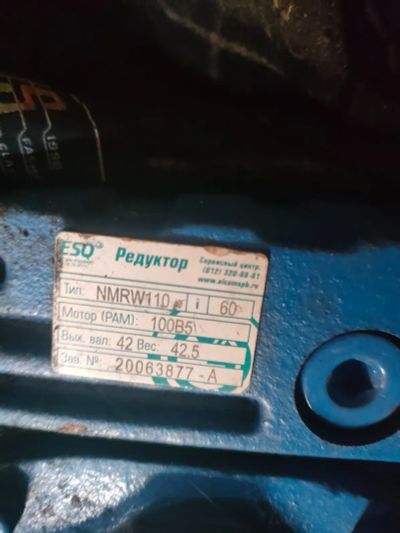 ESQ Редуктор
Сервисный центр:
(812) 320-88-81
www.elcomspb.ru
Тип: NMRW110 i 60
Мотор (PAM): 100B5
Вых. вал: 42 Вес: 42.5
Зав. № 20063877-A